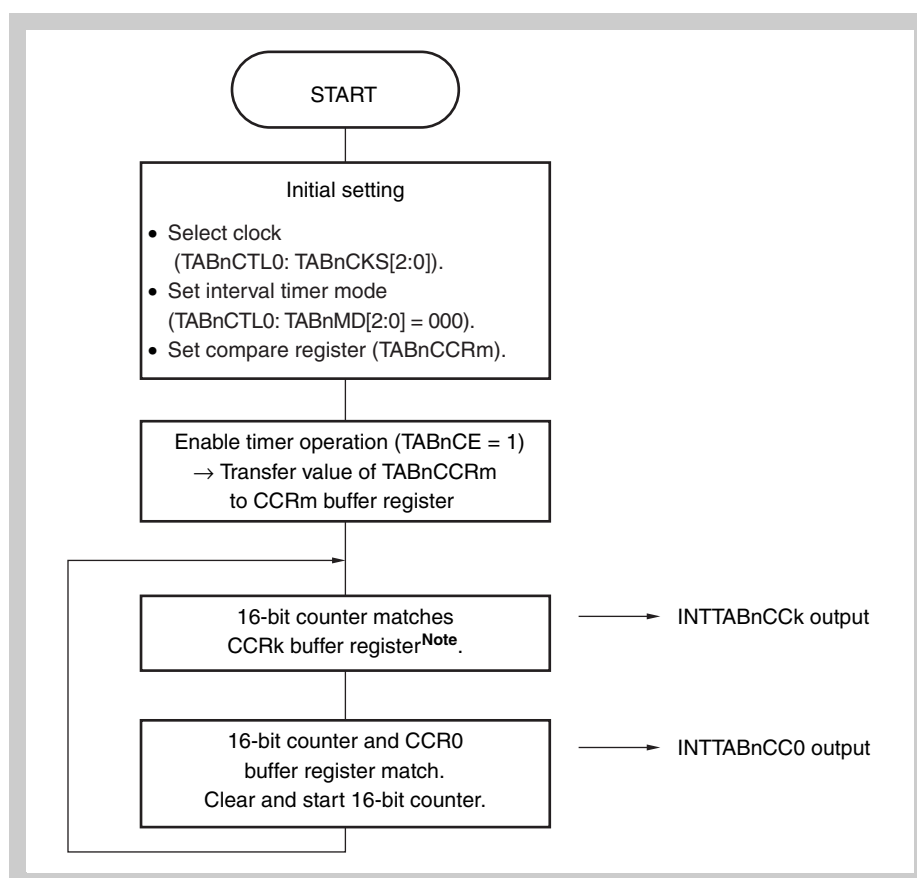 START
Initial setting
• Select clock
(TABnCTL0: TABnCKS[2:0]).
• Set interval timer mode
(TABnCTL0: TABnMD[2:0] = 000).
• Set compare register (TABnCCRm).
Enable timer operation (TABnCE = 1)
→ Transfer value of TABnCCRm
to CCRm buffer register
16-bit counter matches
CCRk buffer registerNote.
INTTABnCCk output
16-bit counter and CCR0
buffer register match.
Clear and start 16-bit counter.
INTTABnCC0 output